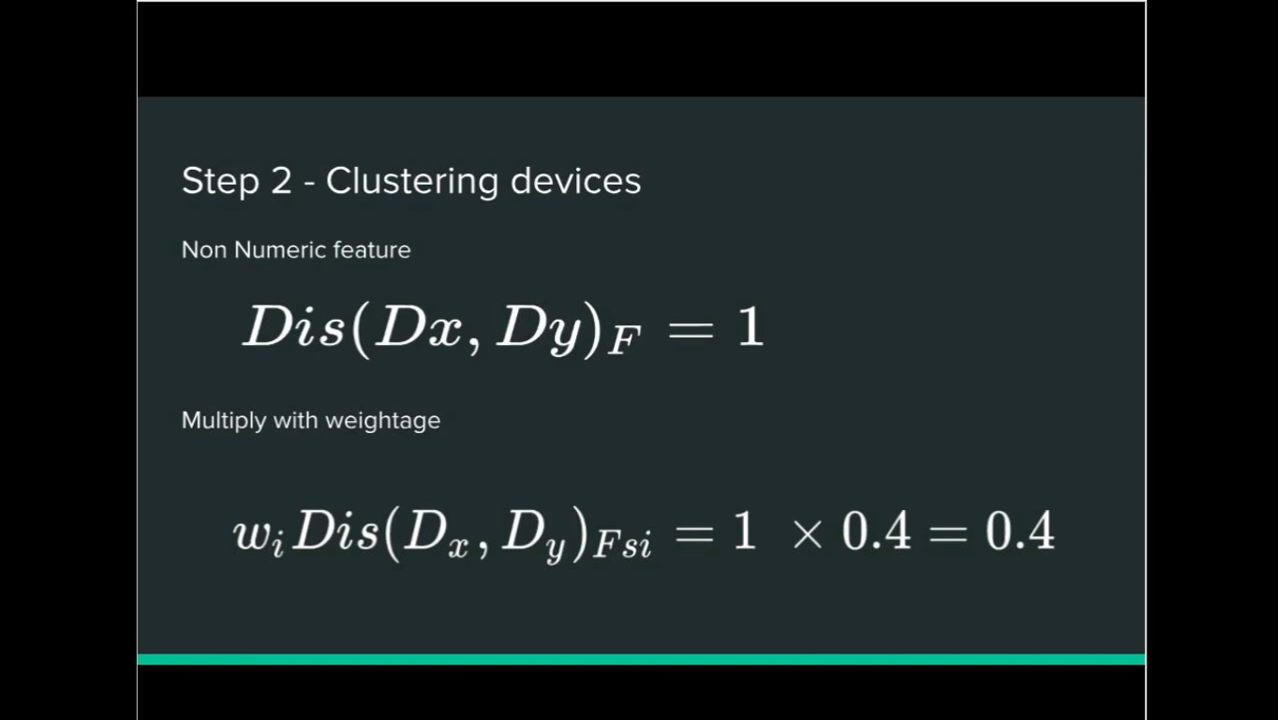 Step 2 - Clustering devices
Non Numeric feature
Dis(Dx, Dy)_F = 1
Multiply with weightage
w_i Dis(D_x, D_y)_{Fsi} = 1 × 0.4 = 0.4